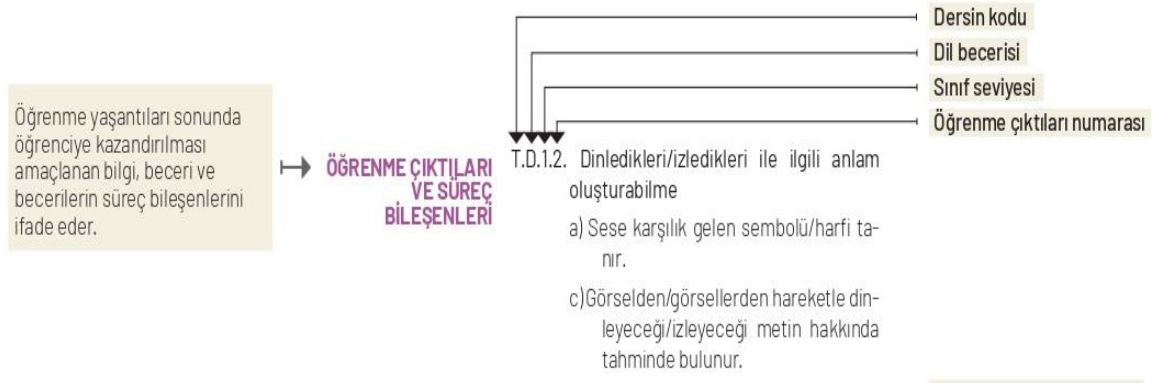 Dersin kodu
Dil becerisi
Sınıf seviyesi
Öğrenme çıktıları numarası
Öğrenme yaşantıları sonunda
öğrenciye kazandırılması
amaçlanan bilgi, beceri ve
becerilerin süreç bileşenlerini
ifade eder.
ÖĞRENME ÇIKTILARI
VE SÜREÇ
BİLEŞENLERİ
T.D.1.2. Dinledikleri/izledikleri ile ilgili anlam
oluşturabilme
a) Sese karşılık gelen sembolü/harfi ta-
nır.
c)Görselden/görsellerden hareketle din-
leyeceği/izleyeceği metin hakkında
tahminde bulunur.